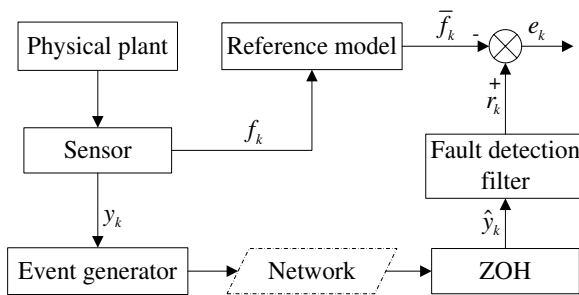 Physical plant
Reference model
f̄ₖ
-
eₖ
+
rₖ
Sensor
fₖ
Fault detection
filter
yₖ
ŷₖ
Event generator
Network
ZOH